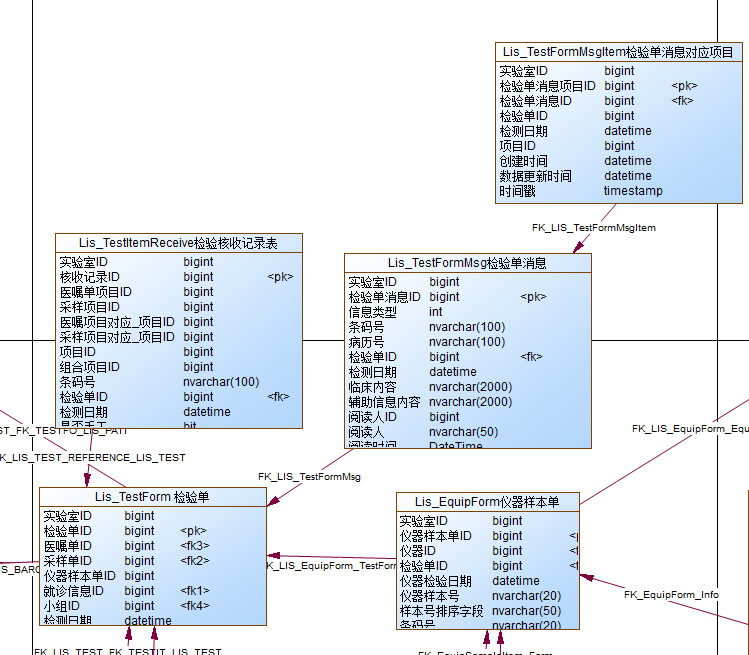 Lis_TestFormMsgItem检验单消息对应项目
实验室ID bigint
检验单消息项目ID bigint <pk>
检验单消息ID bigint <fk>
检验单ID bigint
检测日期 datetime
项目ID bigint
创建时间 datetime
数据更新时间 datetime
时间戳 timestamp
FK_LIS_TestFormMsgItem
Lis_TestItemReceive检验核收记录表
实验室ID bigint
核收记录ID bigint <pk>
医嘱单项目ID bigint
采样项目ID bigint
医嘱项目对应_项目ID bigint
采样项目对应_项目ID bigint
项目ID bigint
组合项目ID bigint
条码号 nvarchar(100)
检验单ID bigint <fk>
检测日期 datetime
是否手工 bit
Lis_TestFormMsg检验单消息
实验室ID bigint
检验单消息ID bigint <pk>
信息类型 int
条码号 nvarchar(100)
病历号 nvarchar(100)
检验单ID bigint <fk>
检测日期 datetime
临床内容 nvarchar(2000)
辅助信息内容 nvarchar(2000)
阅读人ID bigint
阅读人 nvarchar(50)
阅读时间 DateTime
ST_FK_TESTFO_LIS_PATI
FK_LIS_EquipForm_Equ
K_LIS_TEST_REFERENCE_LIS_TEST
FK_LIS_TestFormMsg
Lis_TestForm 检验单
实验室ID bigint
检验单ID bigint <pk>
医嘱单ID bigint <fk3>
采样单ID bigint <fk2>
仪器样本单ID bigint
就诊信息ID bigint <fk1>
小组ID bigint <fk4>
检测日期 datetime
S_BARC
K_LIS_EquipForm_TestForm
Lis_EquipForm仪器样本单
实验室ID bigint
仪器样本单ID bigint
仪器ID bigint
检验单ID bigint
仪器检验日期 datetime
仪器样本号 nvarchar(20)
样本号排序字段 nvarchar(50)
条码号 nvarchar(20)
FK_EquipForm_Info
FK_LIS_TEST_FK_TESTIT_LIS_TEST
FK_EquipSampleItem_Form